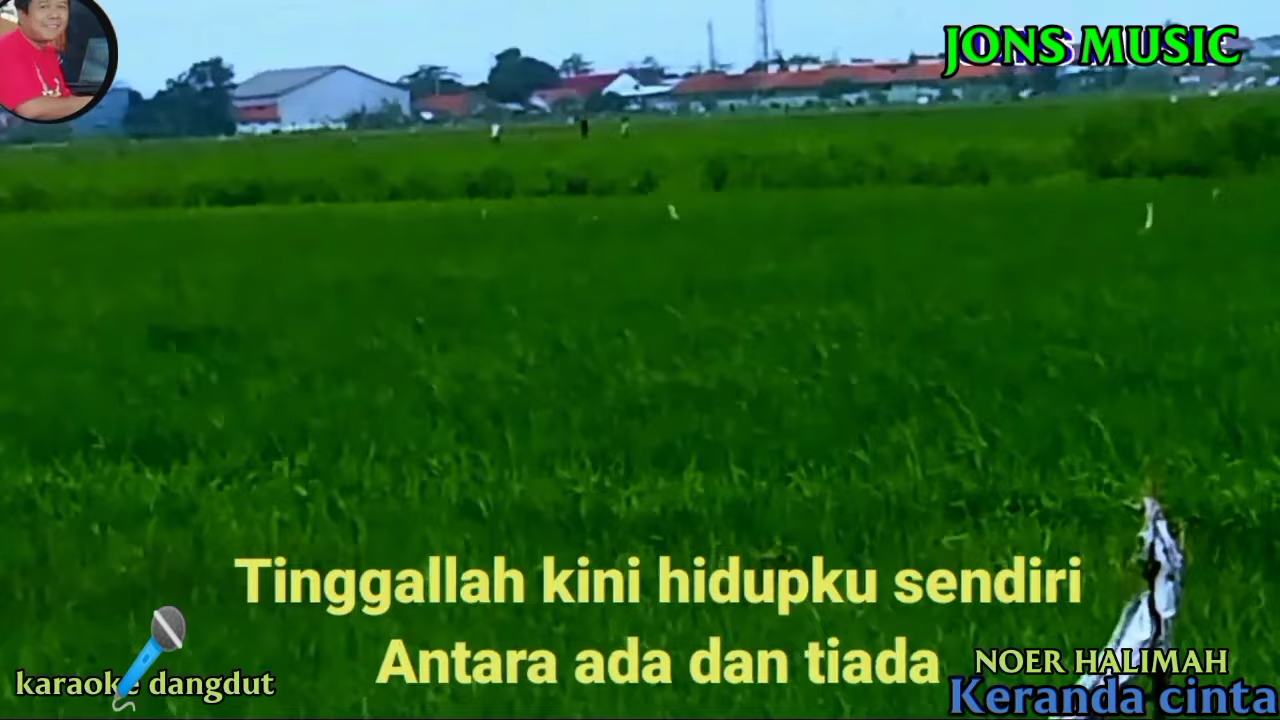 JONS MUSIC
Tinggallah kini hidupku sendiri
Antara ada dan tiada
NOER HALIMAH
karaoke dangdut
Keranda cinta